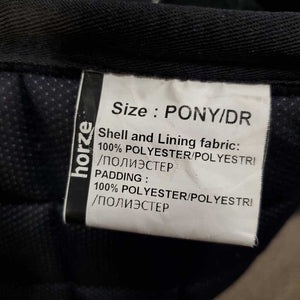 horze
Size : PONY/DR
Shell and Lining fabric:
100% POLYESTER/POLYESTRI
/ПОЛИЭСТЕР
PADDING :
100% POLYESTER/POLYESTRI
/ПОЛИЭСТЕР